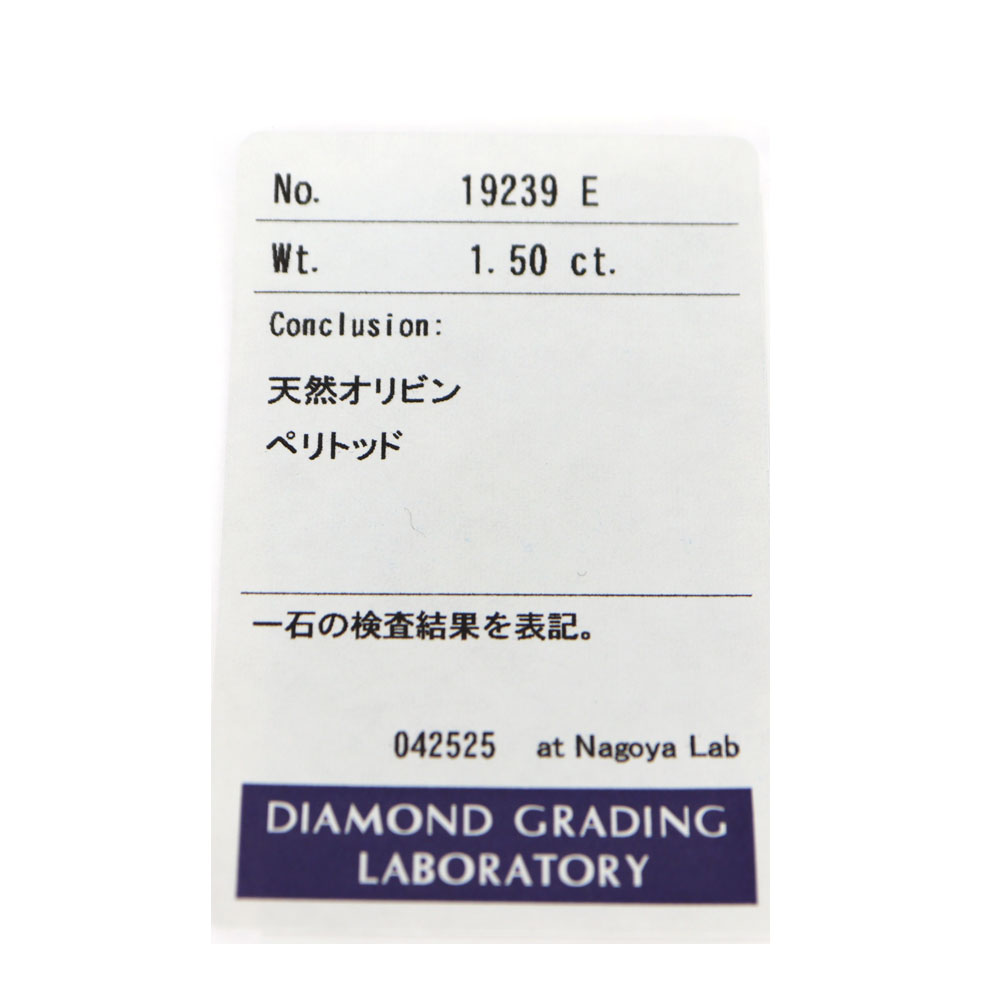 No. 19239 E
Wt. 1.50 ct.
Conclusion:
天然オリビン
ペリトッド
一石の検査結果を表記。
042525 at Nagoya Lab
DIAMOND GRADING
LABORATORY